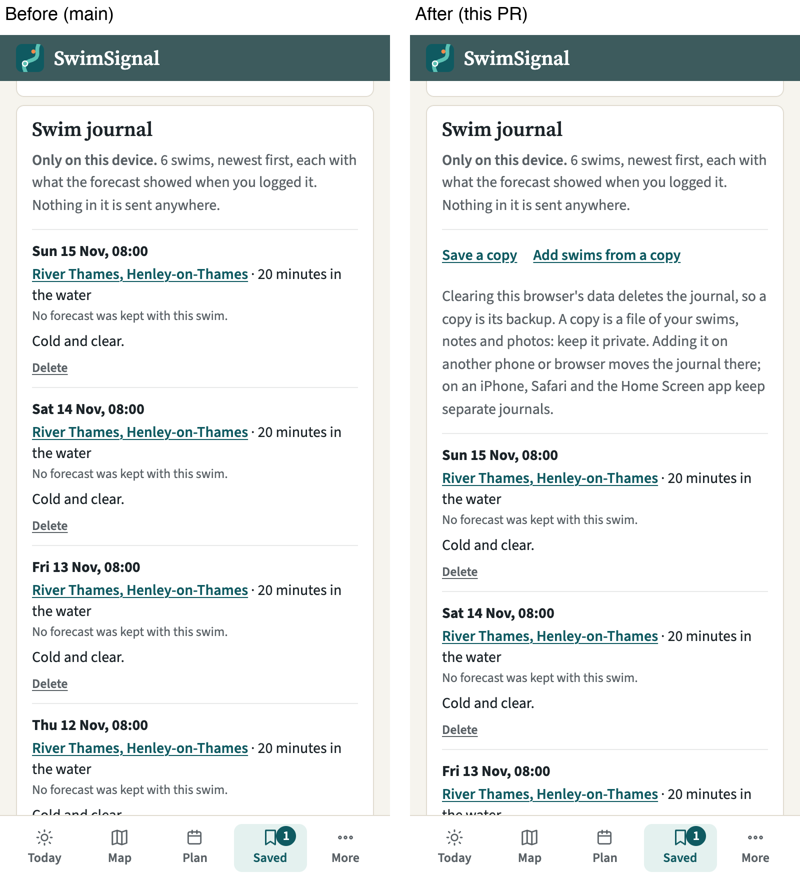 Before (main)
SwimSignal
Swim journal
Only on this device. 6 swims, newest first, each with
what the forecast showed when you logged it.
Nothing in it is sent anywhere.
Sun 15 Nov, 08:00
River Thames, Henley-on-Thames · 20 minutes in
the water
No forecast was kept with this swim.
Cold and clear.
Delete
Sat 14 Nov, 08:00
River Thames, Henley-on-Thames · 20 minutes in
the water
No forecast was kept with this swim.
Cold and clear.
Delete
Fri 13 Nov, 08:00
River Thames, Henley-on-Thames · 20 minutes in
the water
No forecast was kept with this swim.
Cold and clear.
Delete
Thu 12 Nov, 08:00
River Thames, Henley-on-Thames · 20 minutes in
the water
No forecast was kept with this swim.
Cold and clear.
1
Today Map Plan Saved More
After (this PR)
SwimSignal
Swim journal
Only on this device. 6 swims, newest first, each with
what the forecast showed when you logged it.
Nothing in it is sent anywhere.
Save a copy Add swims from a copy
Clearing this browser's data deletes the journal, so a
copy is its backup. A copy is a file of your swims,
notes and photos: keep it private. Adding it on
another phone or browser moves the journal there;
on an iPhone, Safari and the Home Screen app keep
separate journals.
Sun 15 Nov, 08:00
River Thames, Henley-on-Thames · 20 minutes in
the water
No forecast was kept with this swim.
Cold and clear.
Delete
Sat 14 Nov, 08:00
River Thames, Henley-on-Thames · 20 minutes in
the water
No forecast was kept with this swim.
Cold and clear.
Delete
Fri 13 Nov, 08:00
River Thames, Henley-on-Thames · 20 minutes in
the water
1
Today Map Plan Saved More